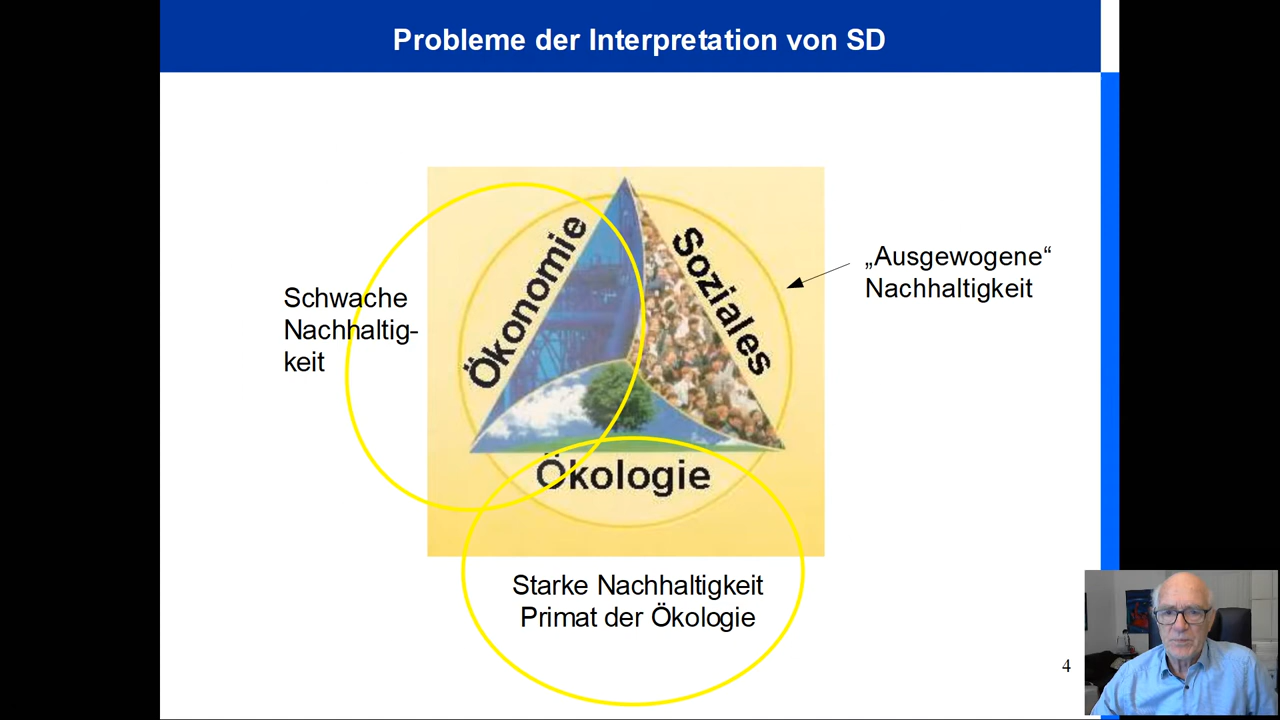 Probleme der Interpretation von SD
Ökonomie
Soziales
Ökologie
Schwache
Nachhaltig-
keit
„Ausgewogene“
Nachhaltigkeit
Starke Nachhaltigkeit
Primat der Ökologie
4